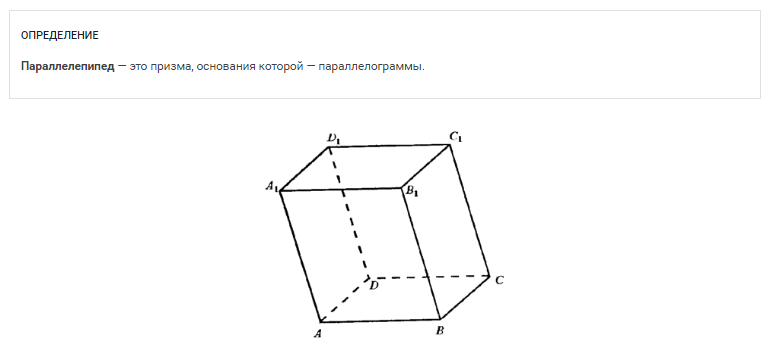 ОПРЕДЕЛЕНИЕ
Параллелепипед — это призма, основания которой — параллелограммы.
D₁
C₁
A₁
B₁
D
C
A
B